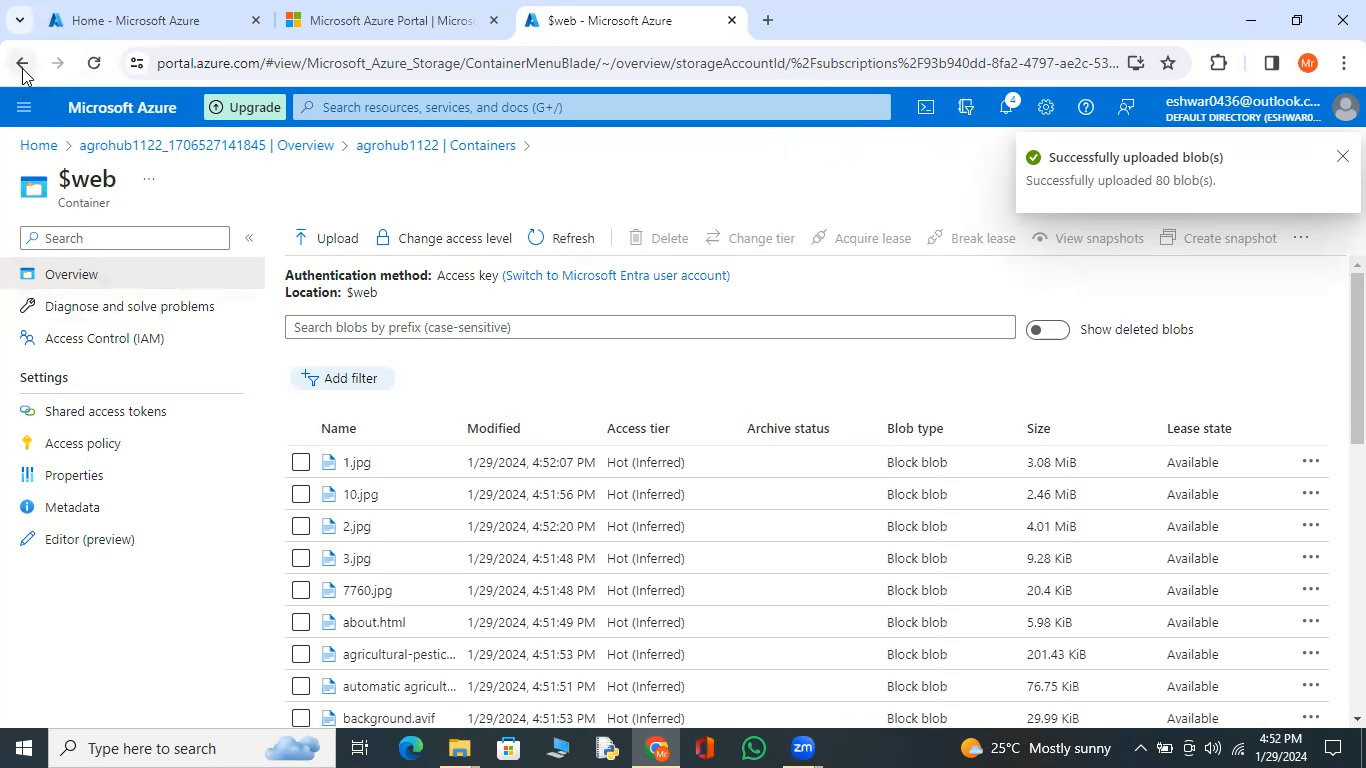 Home - Microsoft Azure
Microsoft Azure Portal | Micros
$web - Microsoft Azure
portal.azure.com/#view/Microsoft_Azure_Storage/ContainerMenuBlade/~/overview/storageAccountId/%2Fsubscriptions%2F93b940dd-8fa2-4797-ae2c-53...
Mr
Microsoft Azure
Upgrade
Search resources, services, and docs (G+/)
4
eshwar0436@outlook.c...
DEFAULT DIRECTORY (ESHWAR0...
Home > agrohub1122_1706527141845 | Overview > agrohub1122 | Containers >
$web
...
Container
Successfully uploaded blob(s)
Successfully uploaded 80 blob(s).
Search
«
Upload
Change access level
Refresh
Delete
Change tier
Acquire lease
Break lease
View snapshots
Create snapshot
...
Overview
Diagnose and solve problems
Access Control (IAM)
Settings
Shared access tokens
Access policy
Properties
Metadata
Editor (preview)
Authentication method: Access key (Switch to Microsoft Entra user account)
Location: $web
Search blobs by prefix (case-sensitive)
Show deleted blobs
Add filter
Name Modified Access tier Archive status Blob type Size Lease state
1.jpg 1/29/2024, 4:52:07 PM Hot (Inferred) Block blob 3.08 MiB Available ...
10.jpg 1/29/2024, 4:51:56 PM Hot (Inferred) Block blob 2.46 MiB Available ...
2.jpg 1/29/2024, 4:52:20 PM Hot (Inferred) Block blob 4.01 MiB Available ...
3.jpg 1/29/2024, 4:51:48 PM Hot (Inferred) Block blob 9.28 KiB Available ...
7760.jpg 1/29/2024, 4:51:48 PM Hot (Inferred) Block blob 20.4 KiB Available ...
about.html 1/29/2024, 4:51:49 PM Hot (Inferred) Block blob 5.98 KiB Available ...
agricultural-pestic... 1/29/2024, 4:51:53 PM Hot (Inferred) Block blob 201.43 KiB Available ...
automatic agricult... 1/29/2024, 4:51:51 PM Hot (Inferred) Block blob 76.75 KiB Available ...
background.avif 1/29/2024, 4:51:53 PM Hot (Inferred) Block blob 29.99 KiB Available ...
Type here to search
Mr
zm
25°C Mostly sunny
4:52 PM
1/29/2024